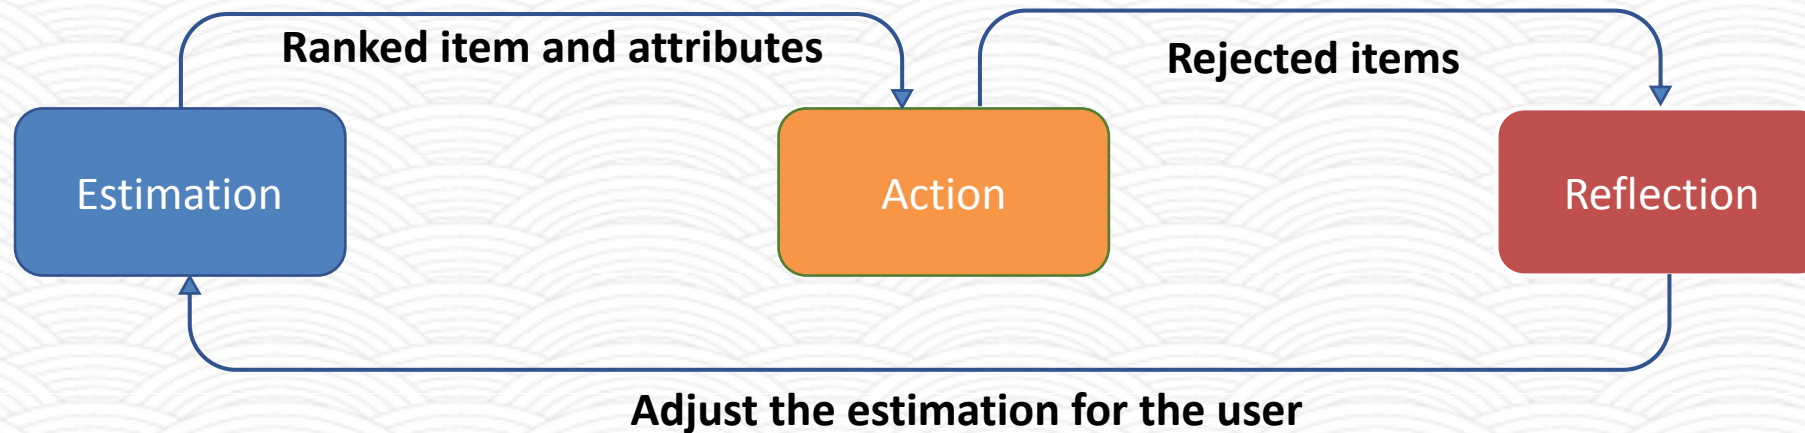 Ranked item and attributes
Rejected items
Estimation
Action
Reflection
Adjust the estimation for the user